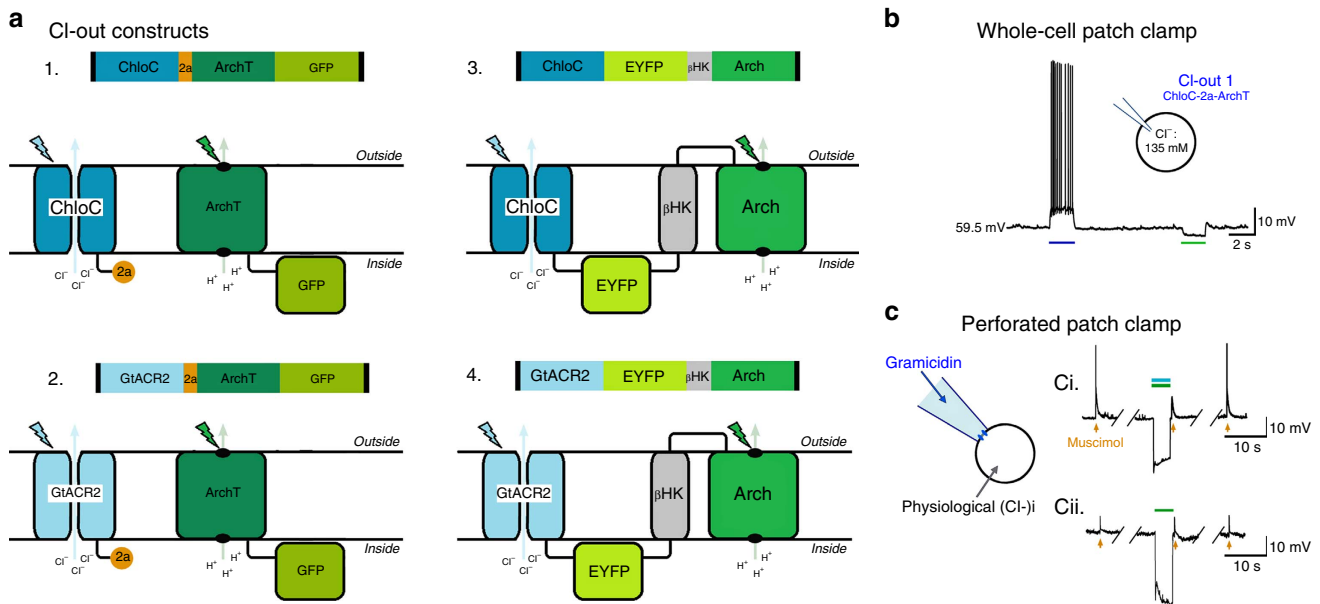 a
Cl-out constructs
1.
ChloC 2a ArchT GFP
Outside
ChloC
ArchT
Inside
Cl⁻ Cl⁻ Cl⁻
2a
H⁺ H⁺ H⁺
GFP
2.
GtACR2 2a ArchT GFP
Outside
GtACR2
ArchT
Inside
Cl⁻ Cl⁻ Cl⁻
2a
H⁺ H⁺ H⁺
GFP
3.
ChloC EYFP βHK Arch
Outside
ChloC
βHK
Arch
Inside
Cl⁻ Cl⁻ Cl⁻
EYFP
H⁺ H⁺ H⁺
4.
GtACR2 EYFP βHK Arch
Outside
GtACR2
βHK
Arch
Inside
Cl⁻ Cl⁻ Cl⁻
EYFP
H⁺ H⁺ H⁺
b
Whole-cell patch clamp
Cl-out 1
ChloC-2a-ArchT
Cl⁻:
135 mM
59.5 mV
10 mV
2 s
c
Perforated patch clamp
Gramicidin
Physiological (Cl-)i
Ci.
Muscimol
10 mV
10 s
Cii.
10 mV
10 s